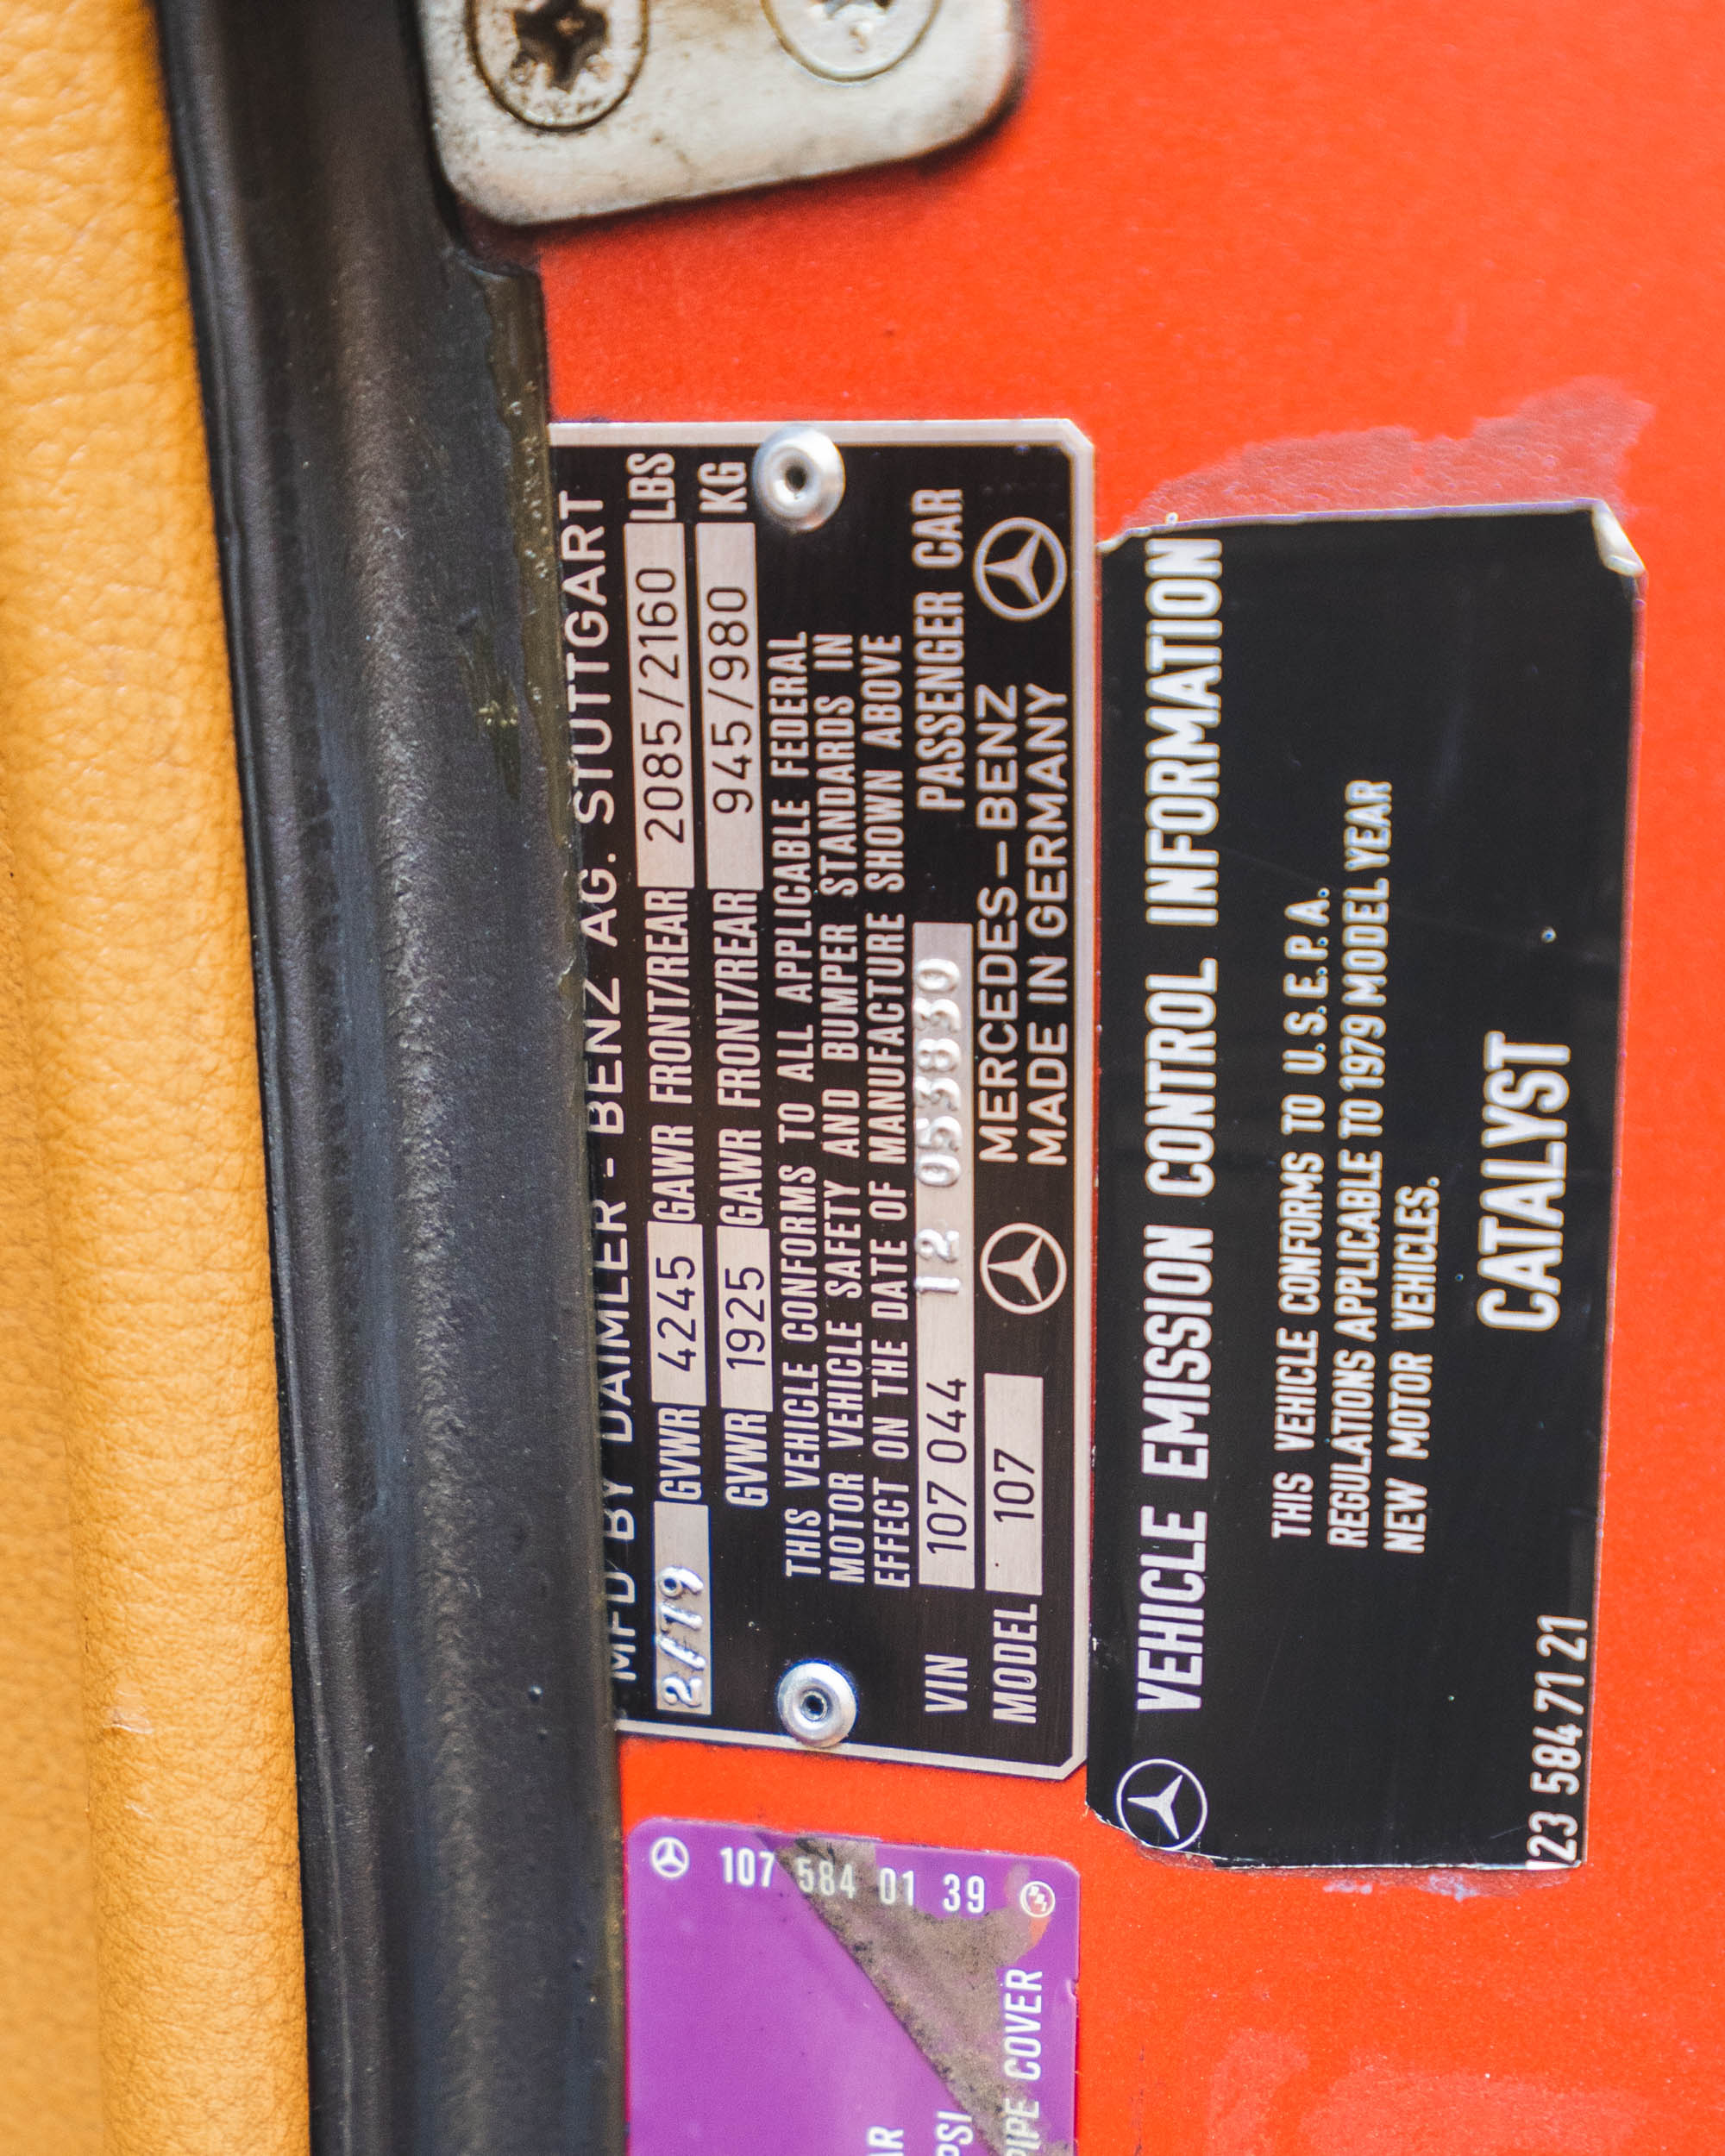 MFD BY DAIMLER - BENZ AG. STUTTGART
2/79 GVWR 4245 GAWR FRONT/REAR 2085/2160 LBS
GVWR 1925 GAWR FRONT/REAR 945/980 KG
THIS VEHICLE CONFORMS TO ALL APPLICABLE FEDERAL
MOTOR VEHICLE SAFETY AND BUMPER STANDARDS IN
EFFECT ON THE DATE OF MANUFACTURE SHOWN ABOVE
VIN 107 044 12 053830 PASSENGER CAR
MODEL 107 MERCEDES-BENZ
MADE IN GERMANY
VEHICLE EMISSION CONTROL INFORMATION
THIS VEHICLE CONFORMS TO U.S.E.P.A.
REGULATIONS APPLICABLE TO 1979 MODEL YEAR
NEW MOTOR VEHICLES.
CATALYST
123 584 71 21
107 584 01 39
PSI
PIPE COVER